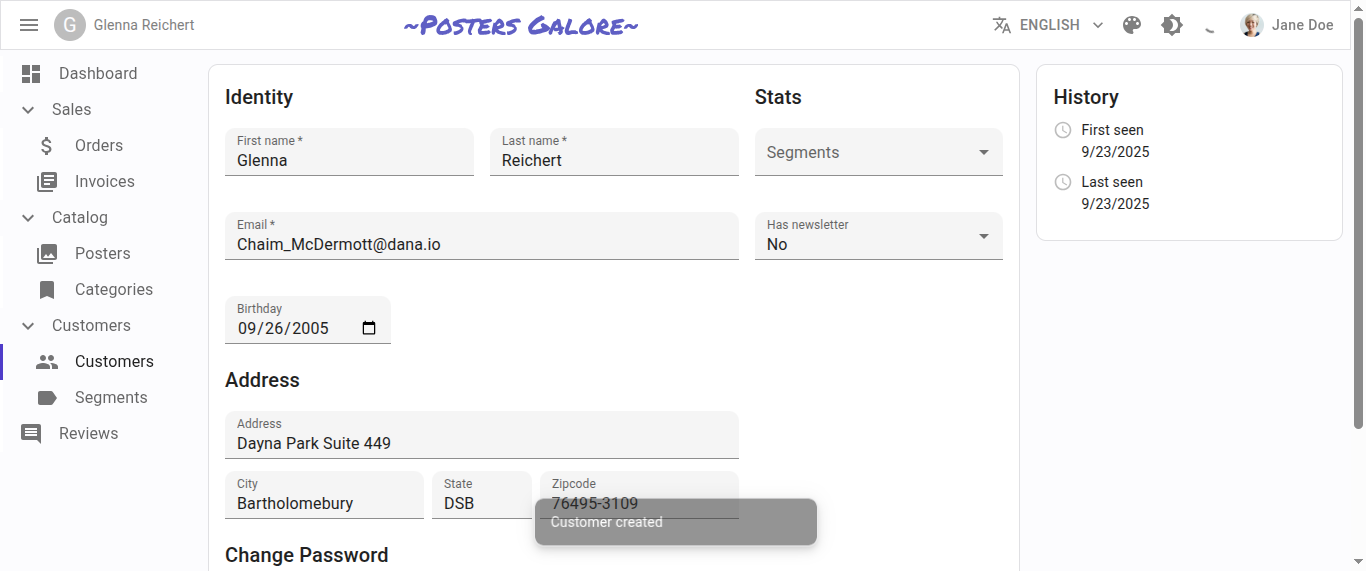 G Glenna Reichert
~Posters Galore~
ENGLISH
Jane Doe
Dashboard
Sales
Orders
Invoices
Catalog
Posters
Categories
Customers
Customers
Segments
Reviews
Identity
First name *
Glenna
Last name *
Reichert
Email *
Chaim_McDermott@dana.io
Birthday
09/26/2005
Stats
Segments
Has newsletter
No
Address
Address
Dayna Park Suite 449
City
Bartholomebury
State
DSB
Zipcode
76495-3109
Customer created
Change Password
History
First seen
9/23/2025
Last seen
9/23/2025